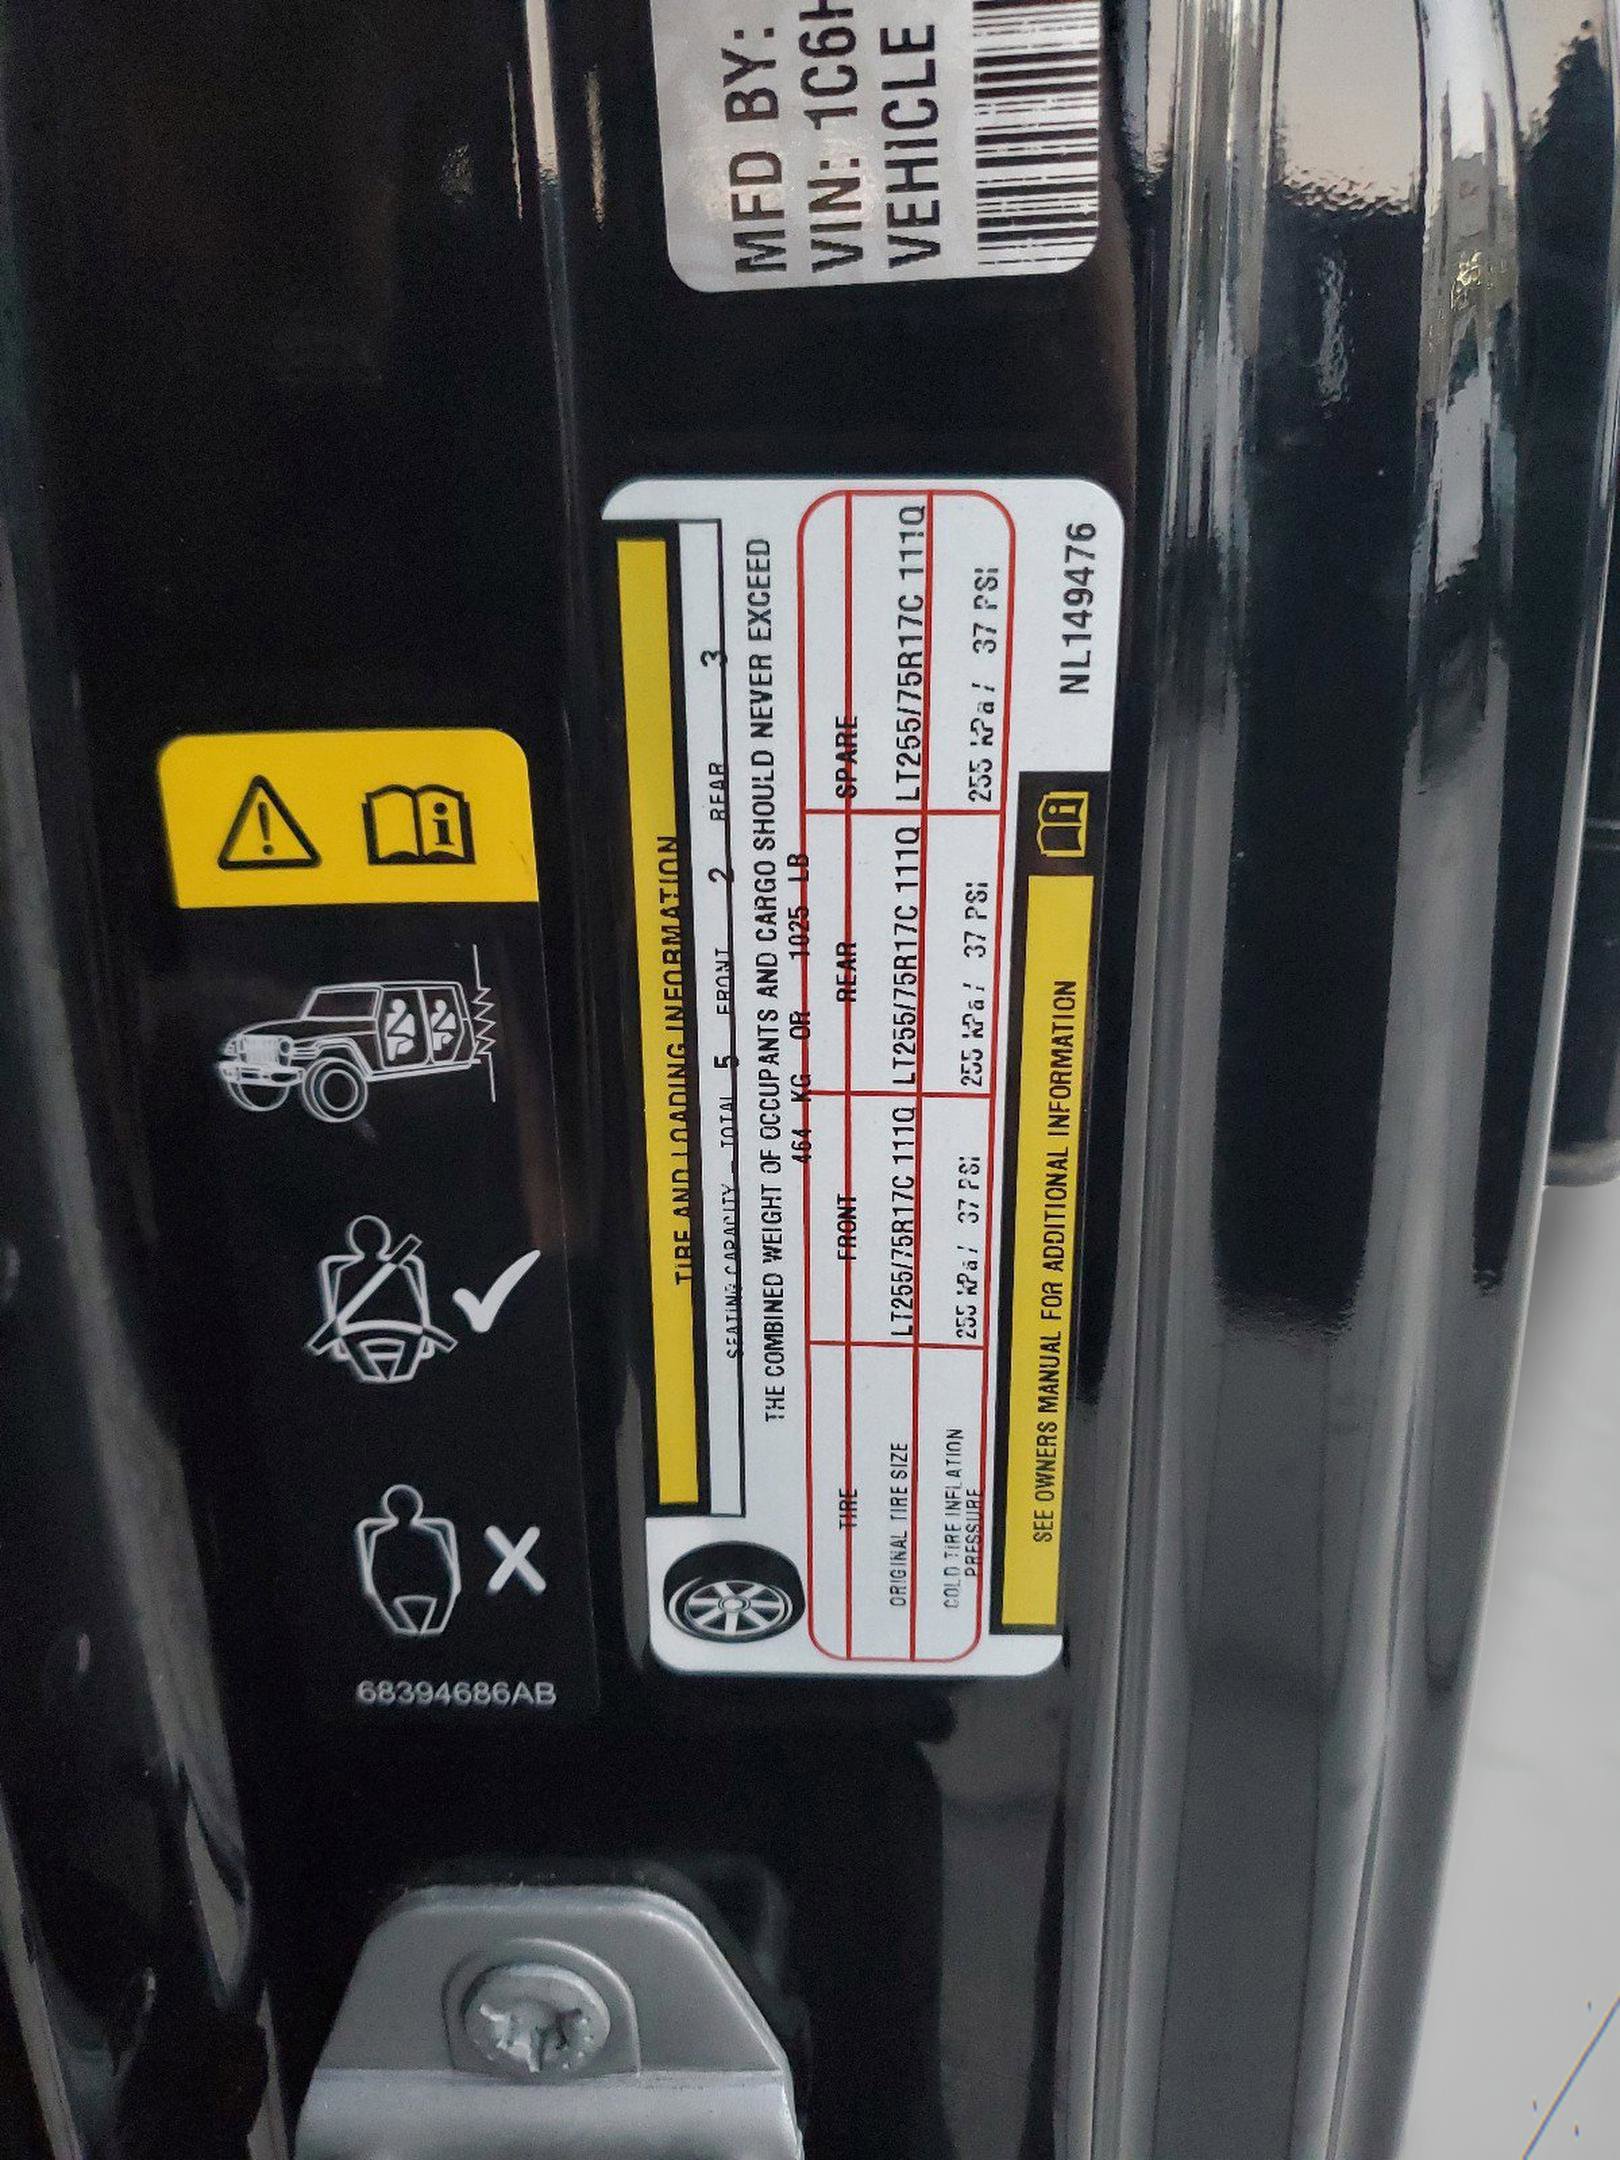 MFD BY:
VIN: 1C6H
VEHICLE
TIRE AND LOADING INFORMATION
SEATING CAPACITY - TOTAL 5 FRONT 2 REAR 3
THE COMBINED WEIGHT OF OCCUPANTS AND CARGO SHOULD NEVER EXCEED
464 KG OR 1025 LB
TIRE FRONT REAR SPARE
ORIGINAL TIRE SIZE LT255/75R17C 111Q LT255/75R17C 111Q LT255/75R17C 111Q
COLD TIRE INFLATION PRESSURE 255 kPa / 37 PSI 255 kPa / 37 PSI 255 kPa / 37 PSI
SEE OWNERS MANUAL FOR ADDITIONAL INFORMATION
NL149476
68394686AB